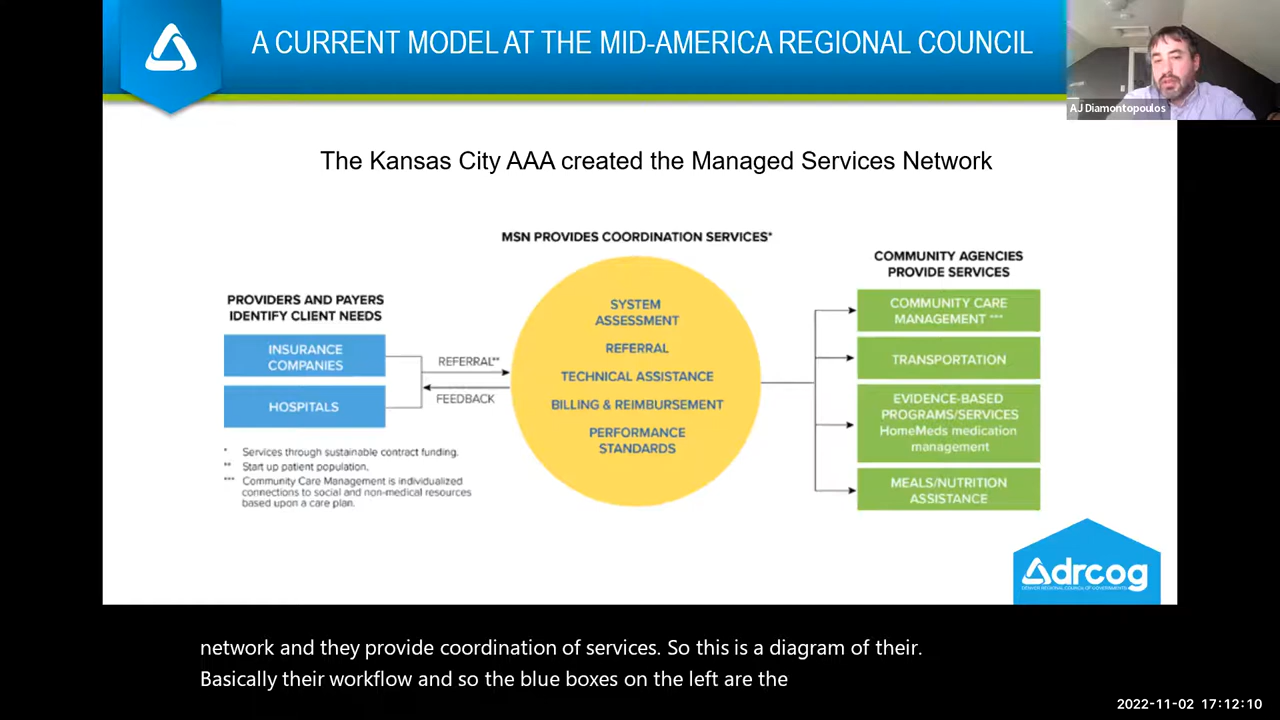 A CURRENT MODEL AT THE MID-AMERICA REGIONAL COUNCIL
AJ Diamontopoulos
The Kansas City AAA created the Managed Services Network
PROVIDERS AND PAYERS
IDENTIFY CLIENT NEEDS
INSURANCE
COMPANIES
HOSPITALS
REFERRAL**
FEEDBACK
* Services through sustainable contract funding.
** Start up patient population.
*** Community Care Management is individualized
connections to social and non-medical resources
based upon a care plan.
MSN PROVIDES COORDINATION SERVICES*
SYSTEM
ASSESSMENT
REFERRAL
TECHNICAL ASSISTANCE
BILLING & REIMBURSEMENT
PERFORMANCE
STANDARDS
COMMUNITY AGENCIES
PROVIDE SERVICES
COMMUNITY CARE
MANAGEMENT ***
TRANSPORTATION
EVIDENCE-BASED
PROGRAMS/SERVICES
HomeMeds medication
management
MEALS/NUTRITION
ASSISTANCE
drcog
DENVER REGIONAL COUNCIL OF GOVERNMENTS
network and they provide coordination of services. So this is a diagram of their.
Basically their workflow and so the blue boxes on the left are the
2022-11-02 17:12:10